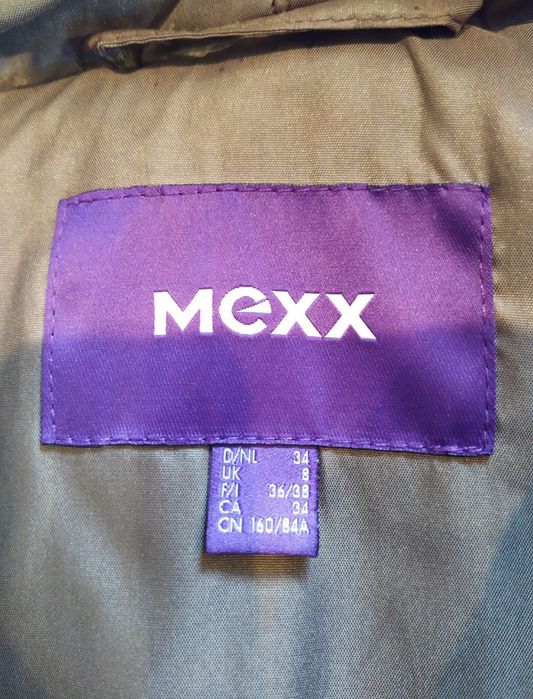 Mexx
D/NL 34
UK 8
F/I 36/38
CA 34
CN 160/84A